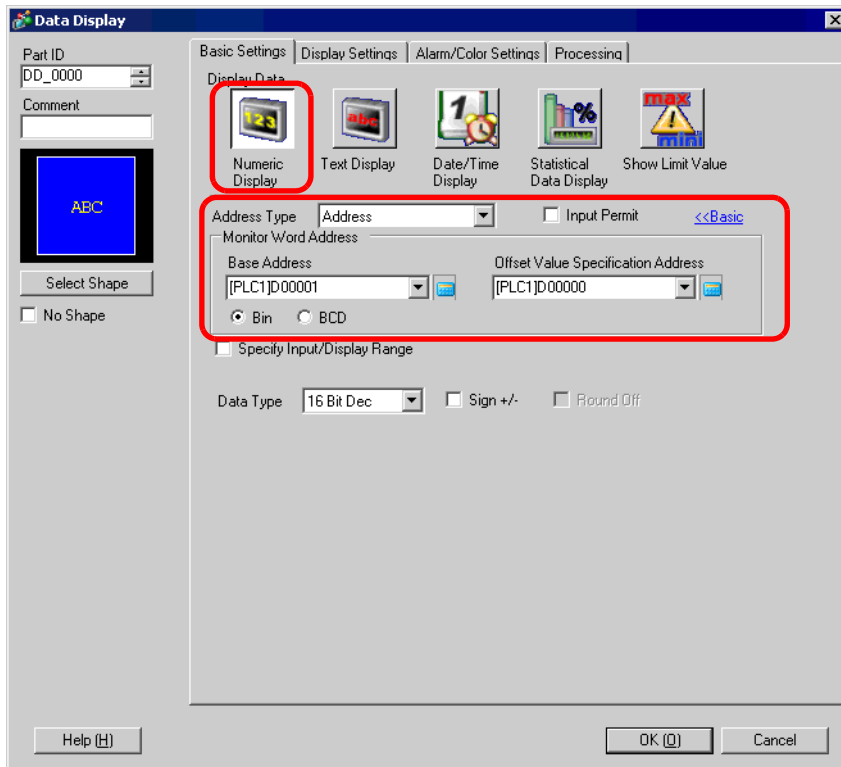 Data Display
Part ID
DD_0000
Comment
ABC
Select Shape
No Shape
Basic Settings Display Settings Alarm/Color Settings Processing
Display Data
123 abc 1 % max mini
Numeric Display Text Display Date/Time Display Statistical Data Display Show Limit Value
Address Type Address Input Permit <<Basic
Monitor Word Address
Base Address Offset Value Specification Address
[PLC1]D00001 [PLC1]D00000
Bin BCD
Specify Input/Display Range
Data Type 16 Bit Dec Sign +/- Round Off
Help (H) OK (O) Cancel